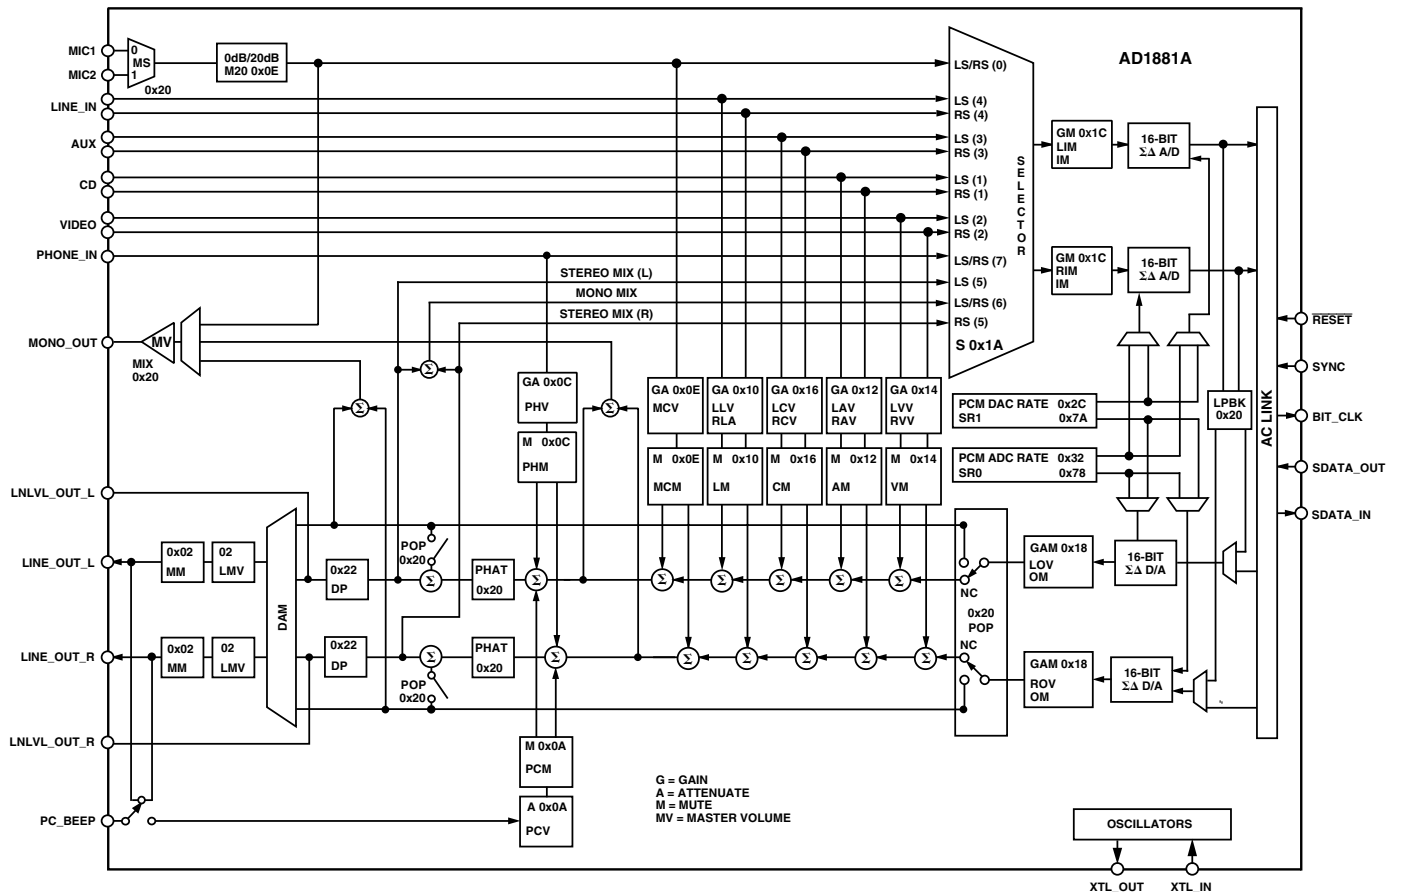 AD1881A
MIC1
MIC2
0
MS
1
0x20
0dB/20dB
M20 0x0E
LINE_IN
AUX
CD
VIDEO
PHONE_IN
STEREO MIX (L)
MONO MIX
STEREO MIX (R)
LS/RS (0)
LS (4)
RS (4)
LS (3)
RS (3)
LS (1)
RS (1)
LS (2)
RS (2)
LS/RS (7)
LS (5)
LS/RS (6)
RS (5)
S 0x1A
SELECTOR
GM 0x1C
LIM
IM
16-BIT
ΣΔ A/D
GM 0x1C
RIM
IM
16-BIT
ΣΔ A/D
MONO_OUT
MV
MIX
0x20
Σ
Σ
Σ
GA 0x0C
PHV
M 0x0C
PHM
GA 0x0E
MCV
GA 0x10
LLV
RLA
GA 0x16
LCV
RCV
GA 0x12
LAV
RAV
GA 0x14
LVV
RVV
M 0x0E
MCM
M 0x10
LM
M 0x16
CM
M 0x12
AM
M 0x14
VM
PCM DAC RATE 0x2C
SR1 0x7A
PCM ADC RATE 0x32
SR0 0x78
LPBK
0x20
AC LINK
RESET
SYNC
BIT_CLK
SDATA_OUT
SDATA_IN
LNLVL_OUT_L
LINE_OUT_L
0x02
MM
02
LMV
DAM
0x22
DP
POP
0x20
Σ
PHAT
0x20
Σ
Σ
Σ
Σ
Σ
Σ
NC
0x20
POP
NC
GAM 0x18
LOV
OM
16-BIT
ΣΔ D/A
LINE_OUT_R
0x02
MM
02
LMV
0x22
DP
Σ
POP
0x20
PHAT
0x20
Σ
Σ
Σ
Σ
Σ
Σ
GAM 0x18
ROV
OM
16-BIT
ΣΔ D/A
LNLVL_OUT_R
M 0x0A
PCM
A 0x0A
PCV
PC_BEEP
G = GAIN
A = ATTENUATE
M = MUTE
MV = MASTER VOLUME
OSCILLATORS
XTL_OUT
XTL_IN